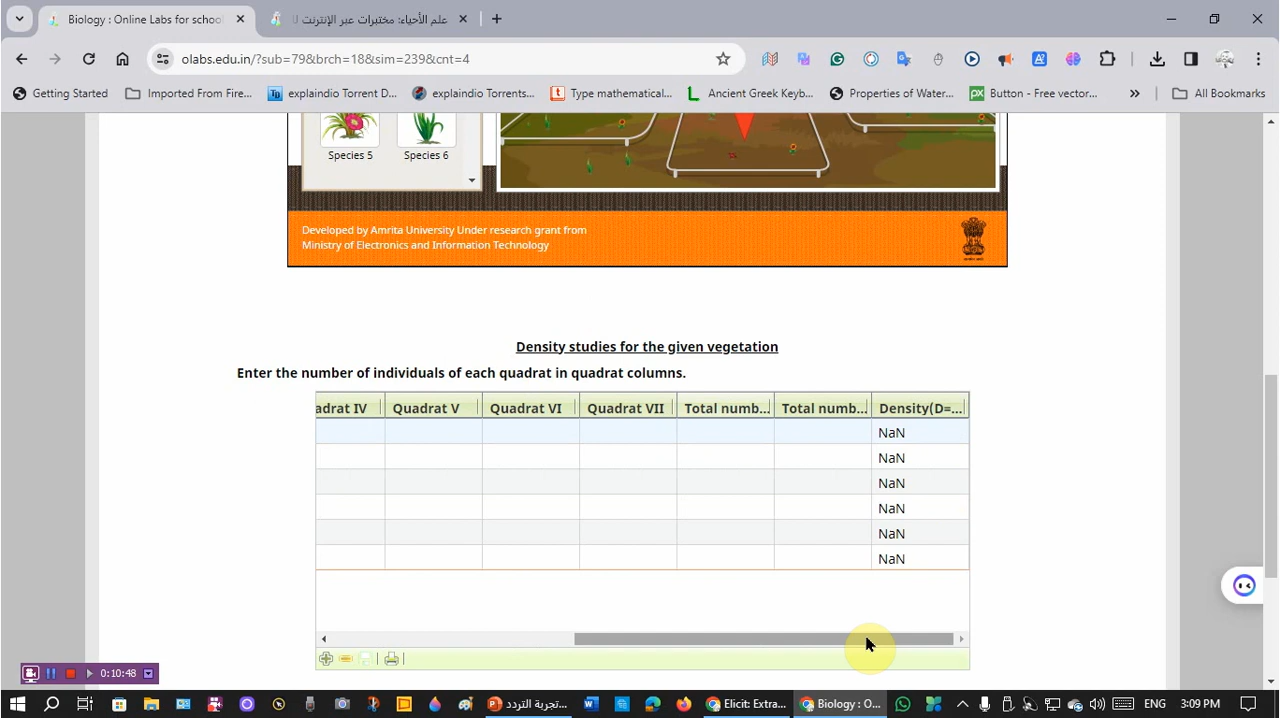 Biology : Online Labs for schoo
علم الأحياء: مختبرات عبر الإنترنت لل
olabs.edu.in/?sub=79&brch=18&sim=239&cnt=4
Getting Started
Imported From Fire...
explaindio Torrent D...
explaindio Torrents...
Type mathematical...
Ancient Greek Keyb...
Properties of Water...
Button - Free vector...
All Bookmarks
Species 5
Species 6
Developed by Amrita University Under research grant from
Ministry of Electronics and Information Technology
Density studies for the given vegetation
Enter the number of individuals of each quadrat in quadrat columns.
adrat IV Quadrat V Quadrat VI Quadrat VII Total numb... Total numb... Density(D=...
NaN
NaN
NaN
NaN
NaN
NaN
0:10:48
تجربة التردد...
Elicit: Extra...
Biology : O...
ENG
3:09 PM